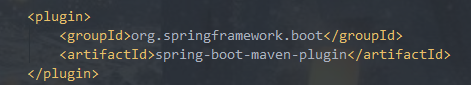 <plugin>
<groupId>org.springframework.boot</groupId>
<artifactId>spring-boot-maven-plugin</artifactId>
</plugin>